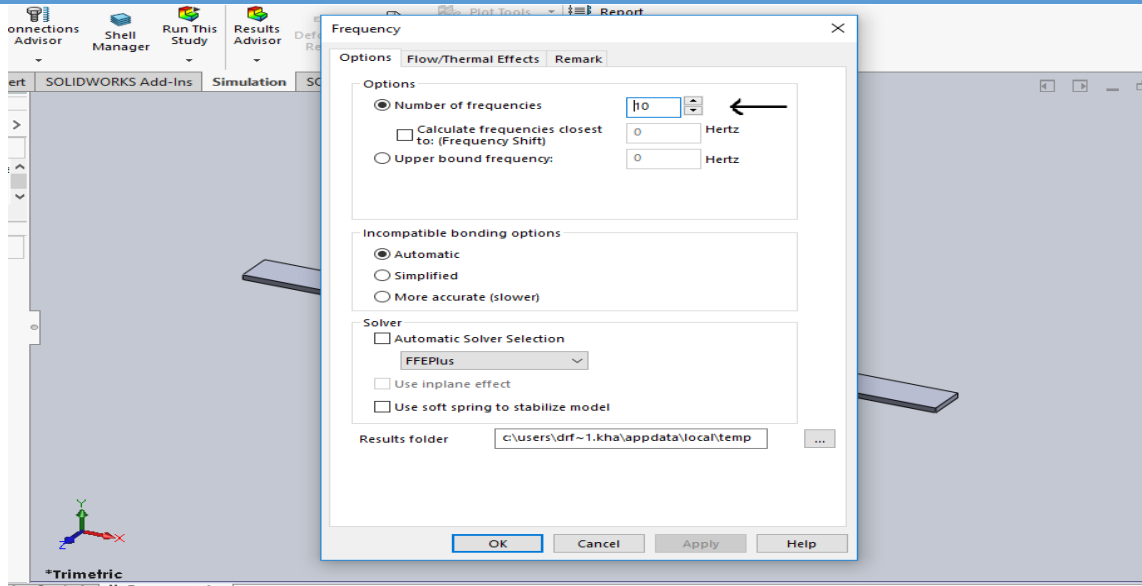 Plot Tools Report
onnections Advisor
Shell Manager
Run This Study
Results Advisor
ert SOLIDWORKS Add-Ins Simulation
Frequency
Options Flow/Thermal Effects Remark
Options
Number of frequencies 10
Calculate frequencies closest to: (Frequency Shift) 0 Hertz
Upper bound frequency: 0 Hertz
Incompatible bonding options
Automatic
Simplified
More accurate (slower)
Solver
Automatic Solver Selection
FFEPlus
Use inplane effect
Use soft spring to stabilize model
Results folder c:\users\drf~1.kha\appdata\local\temp ...
OK Cancel Apply Help
Y
Z X
*Trimetric